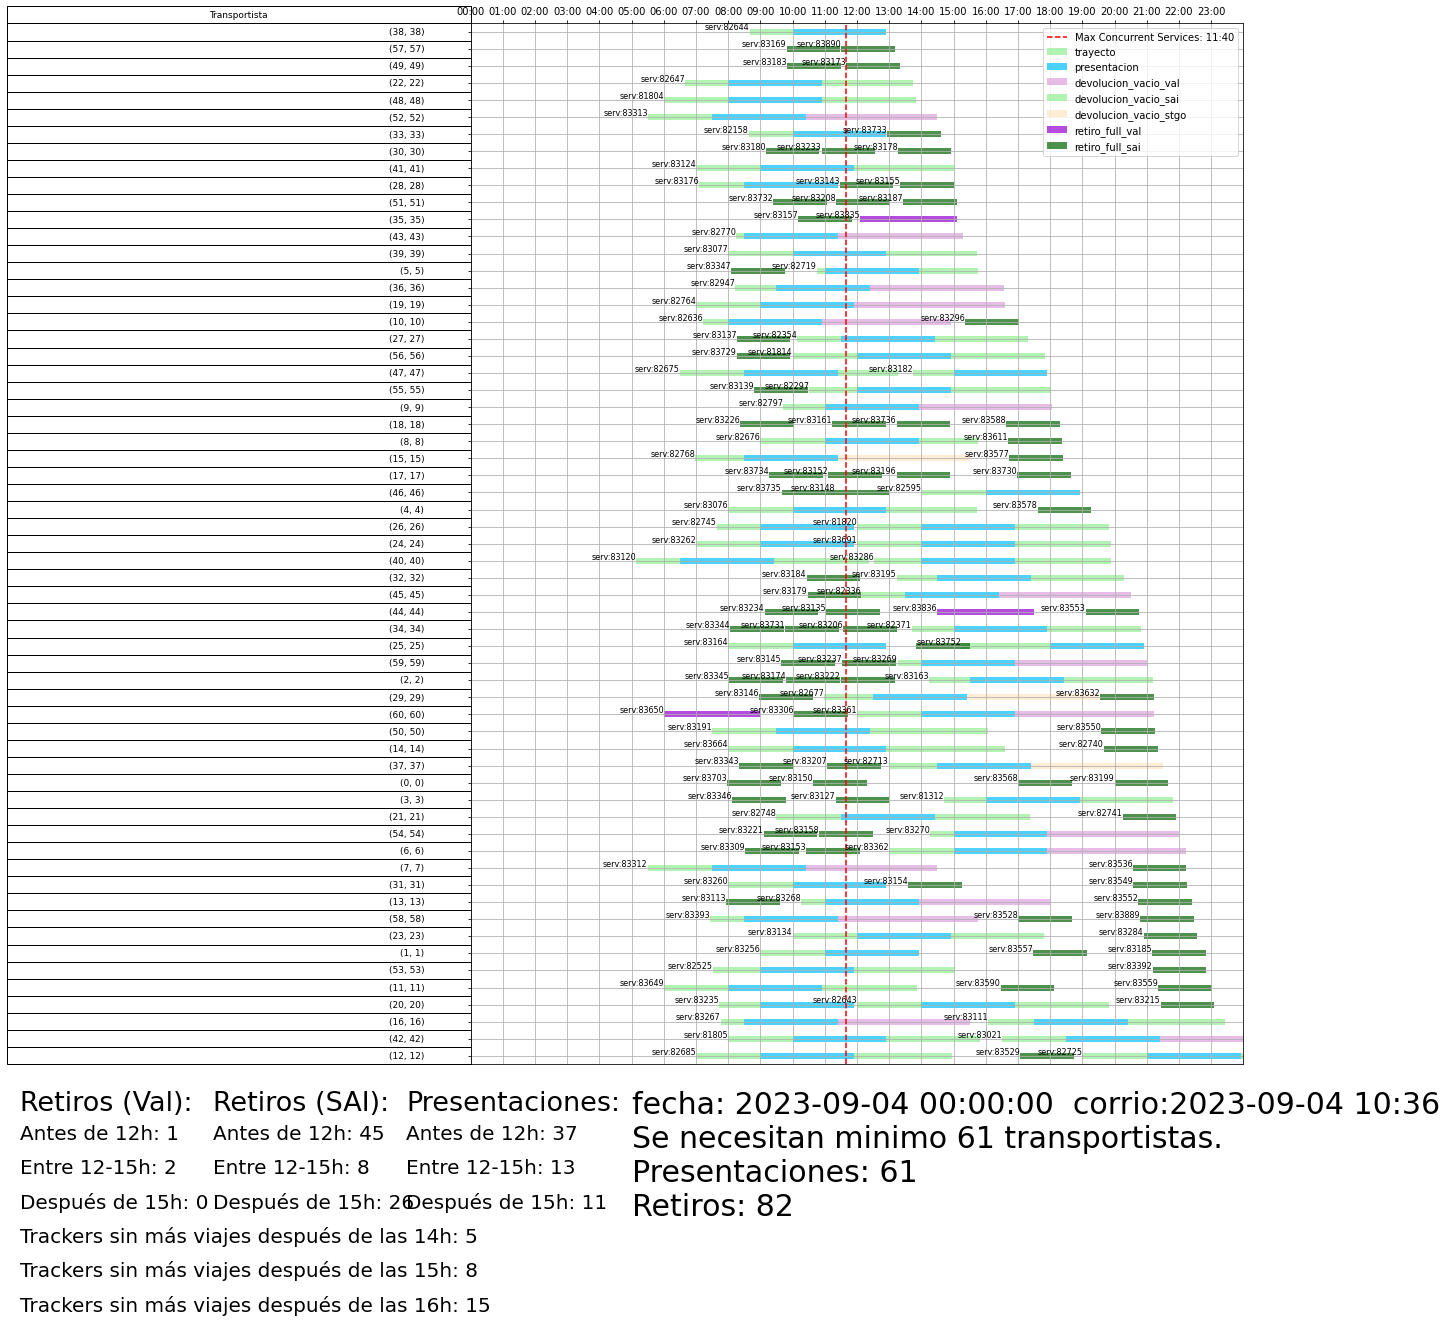 Transportista
00:00 01:00 02:00 03:00 04:00 05:00 06:00 07:00 08:00 09:00 10:00 11:00 12:00 13:00 14:00 15:00 16:00 17:00 18:00 19:00 20:00 21:00 22:00 23:00
Max Concurrent Services: 11:40
trayecto
presentacion
devolucion_vacio_val
devolucion_vacio_sai
devolucion_vacio_stgo
retiro_full_val
retiro_full_sai
(38, 38) serv:82644
(57, 57) serv:83169 serv:83890
(49, 49) serv:83183 serv:83173
(22, 22) serv:82647
(48, 48) serv:81804
(52, 52) serv:83313
(33, 33) serv:82158 serv:83733
(30, 30) serv:83180 serv:83233 serv:83178
(41, 41) serv:83124
(28, 28) serv:83176 serv:83143 serv:83155
(51, 51) serv:83732 serv:83208 serv:83187
(35, 35) serv:83157 serv:83835
(43, 43) serv:82770
(39, 39) serv:83077
(5, 5) serv:83347 serv:82719
(36, 36) serv:82947
(19, 19) serv:82764
(10, 10) serv:82636 serv:83296
(27, 27) serv:83137 serv:82354
(56, 56) serv:83729 serv:81814
(47, 47) serv:82675 serv:83182
(55, 55) serv:83139 serv:82297
(9, 9) serv:82797
(18, 18) serv:83226 serv:83161 serv:83736 serv:83588
(8, 8) serv:82676 serv:83611
(15, 15) serv:82768 serv:83577
(17, 17) serv:83734 serv:83152 serv:83196 serv:83730
(46, 46) serv:83735 serv:83148 serv:82595
(4, 4) serv:83076 serv:83578
(26, 26) serv:82745 serv:81820
(24, 24) serv:83262 serv:83691
(40, 40) serv:83120 serv:83286
(32, 32) serv:83184 serv:83195
(45, 45) serv:83179 serv:82336
(44, 44) serv:83234 serv:83135 serv:83836 serv:83553
(34, 34) serv:83344 serv:83731 serv:83206 serv:82371
(25, 25) serv:83164 serv:83752
(59, 59) serv:83145 serv:83237 serv:83269
(2, 2) serv:83345 serv:83174 serv:83222 serv:83163
(29, 29) serv:83146 serv:82677 serv:83632
(60, 60) serv:83650 serv:83306 serv:83361
(50, 50) serv:83191 serv:83550
(14, 14) serv:83664 serv:82740
(37, 37) serv:83343 serv:83207 serv:82713
(0, 0) serv:83703 serv:83150 serv:83568 serv:83199
(3, 3) serv:83346 serv:83127 serv:81312
(21, 21) serv:82748 serv:82741
(54, 54) serv:83221 serv:83158 serv:83270
(6, 6) serv:83309 serv:83153 serv:83362
(7, 7) serv:83312 serv:83536
(31, 31) serv:83260 serv:83154 serv:83549
(13, 13) serv:83113 serv:83268 serv:83552
(58, 58) serv:83393 serv:83528 serv:83889
(23, 23) serv:83134 serv:83284
(1, 1) serv:83256 serv:83557 serv:83185
(53, 53) serv:82525 serv:83392
(11, 11) serv:83649 serv:83590 serv:83559
(20, 20) serv:83235 serv:82643 serv:83215
(16, 16) serv:83267 serv:83111
(42, 42) serv:81805 serv:83021
(12, 12) serv:82685 serv:83529 serv:82725
Retiros (Val): Retiros (SAI): Presentaciones:
Antes de 12h: 1 Antes de 12h: 45 Antes de 12h: 37
Entre 12-15h: 2 Entre 12-15h: 8 Entre 12-15h: 13
Después de 15h: 0 Después de 15h: 26 Después de 15h: 11
Trackers sin más viajes después de las 14h: 5
Trackers sin más viajes después de las 15h: 8
Trackers sin más viajes después de las 16h: 15
fecha: 2023-09-04 00:00:00 corrio:2023-09-04 10:36
Se necesitan minimo 61 transportistas.
Presentaciones: 61
Retiros: 82